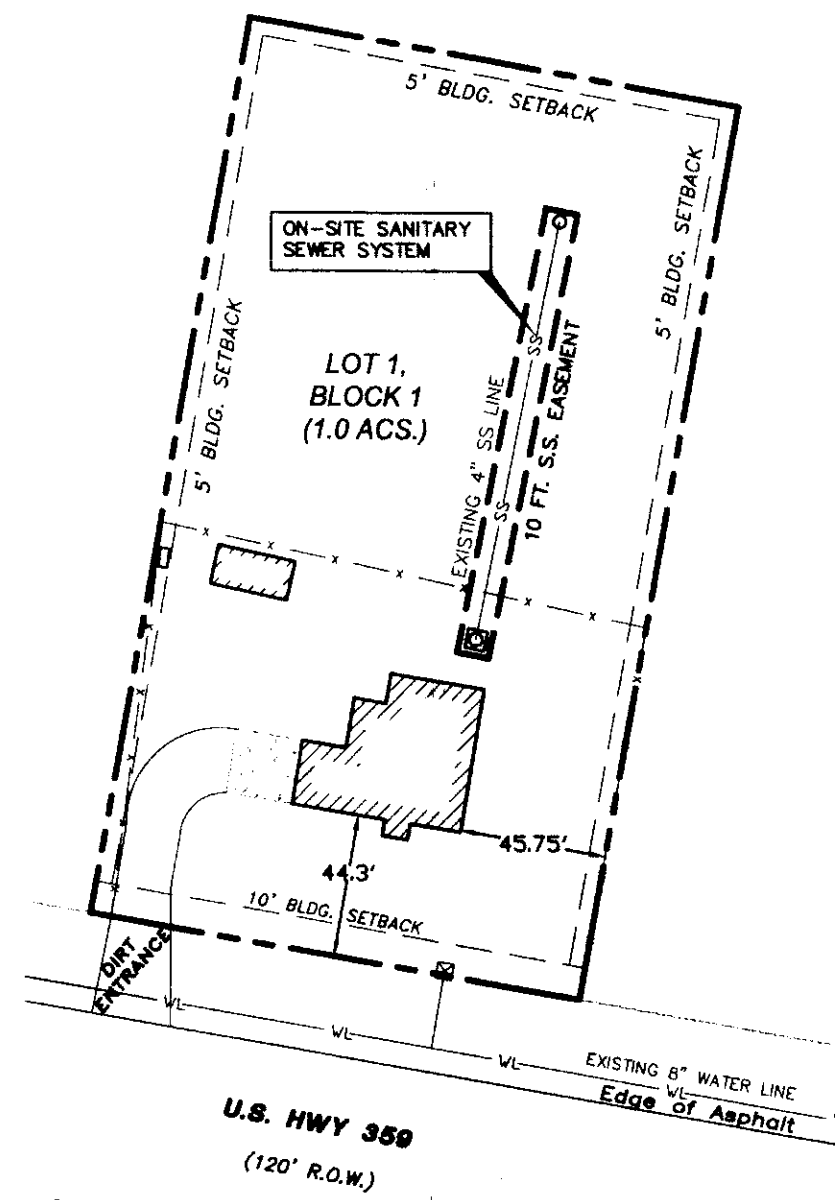 5' BLDG. SETBACK
ON-SITE SANITARY
SEWER SYSTEM
5' BLDG. SETBACK
5' BLDG. SETBACK
LOT 1,
BLOCK 1
(1.0 ACS.)
SS
EXISTING 4" SS LINE
10 FT. S.S. EASEMENT
SS
x x x x x x x
x
x
x
x
x
x
45.75'
44.3'
10' BLDG. SETBACK
DIRT
ENTRANCE
WL WL WL WL
EXISTING 8" WATER LINE
Edge of Asphalt
U.S. HWY 359
(120' R.O.W.)